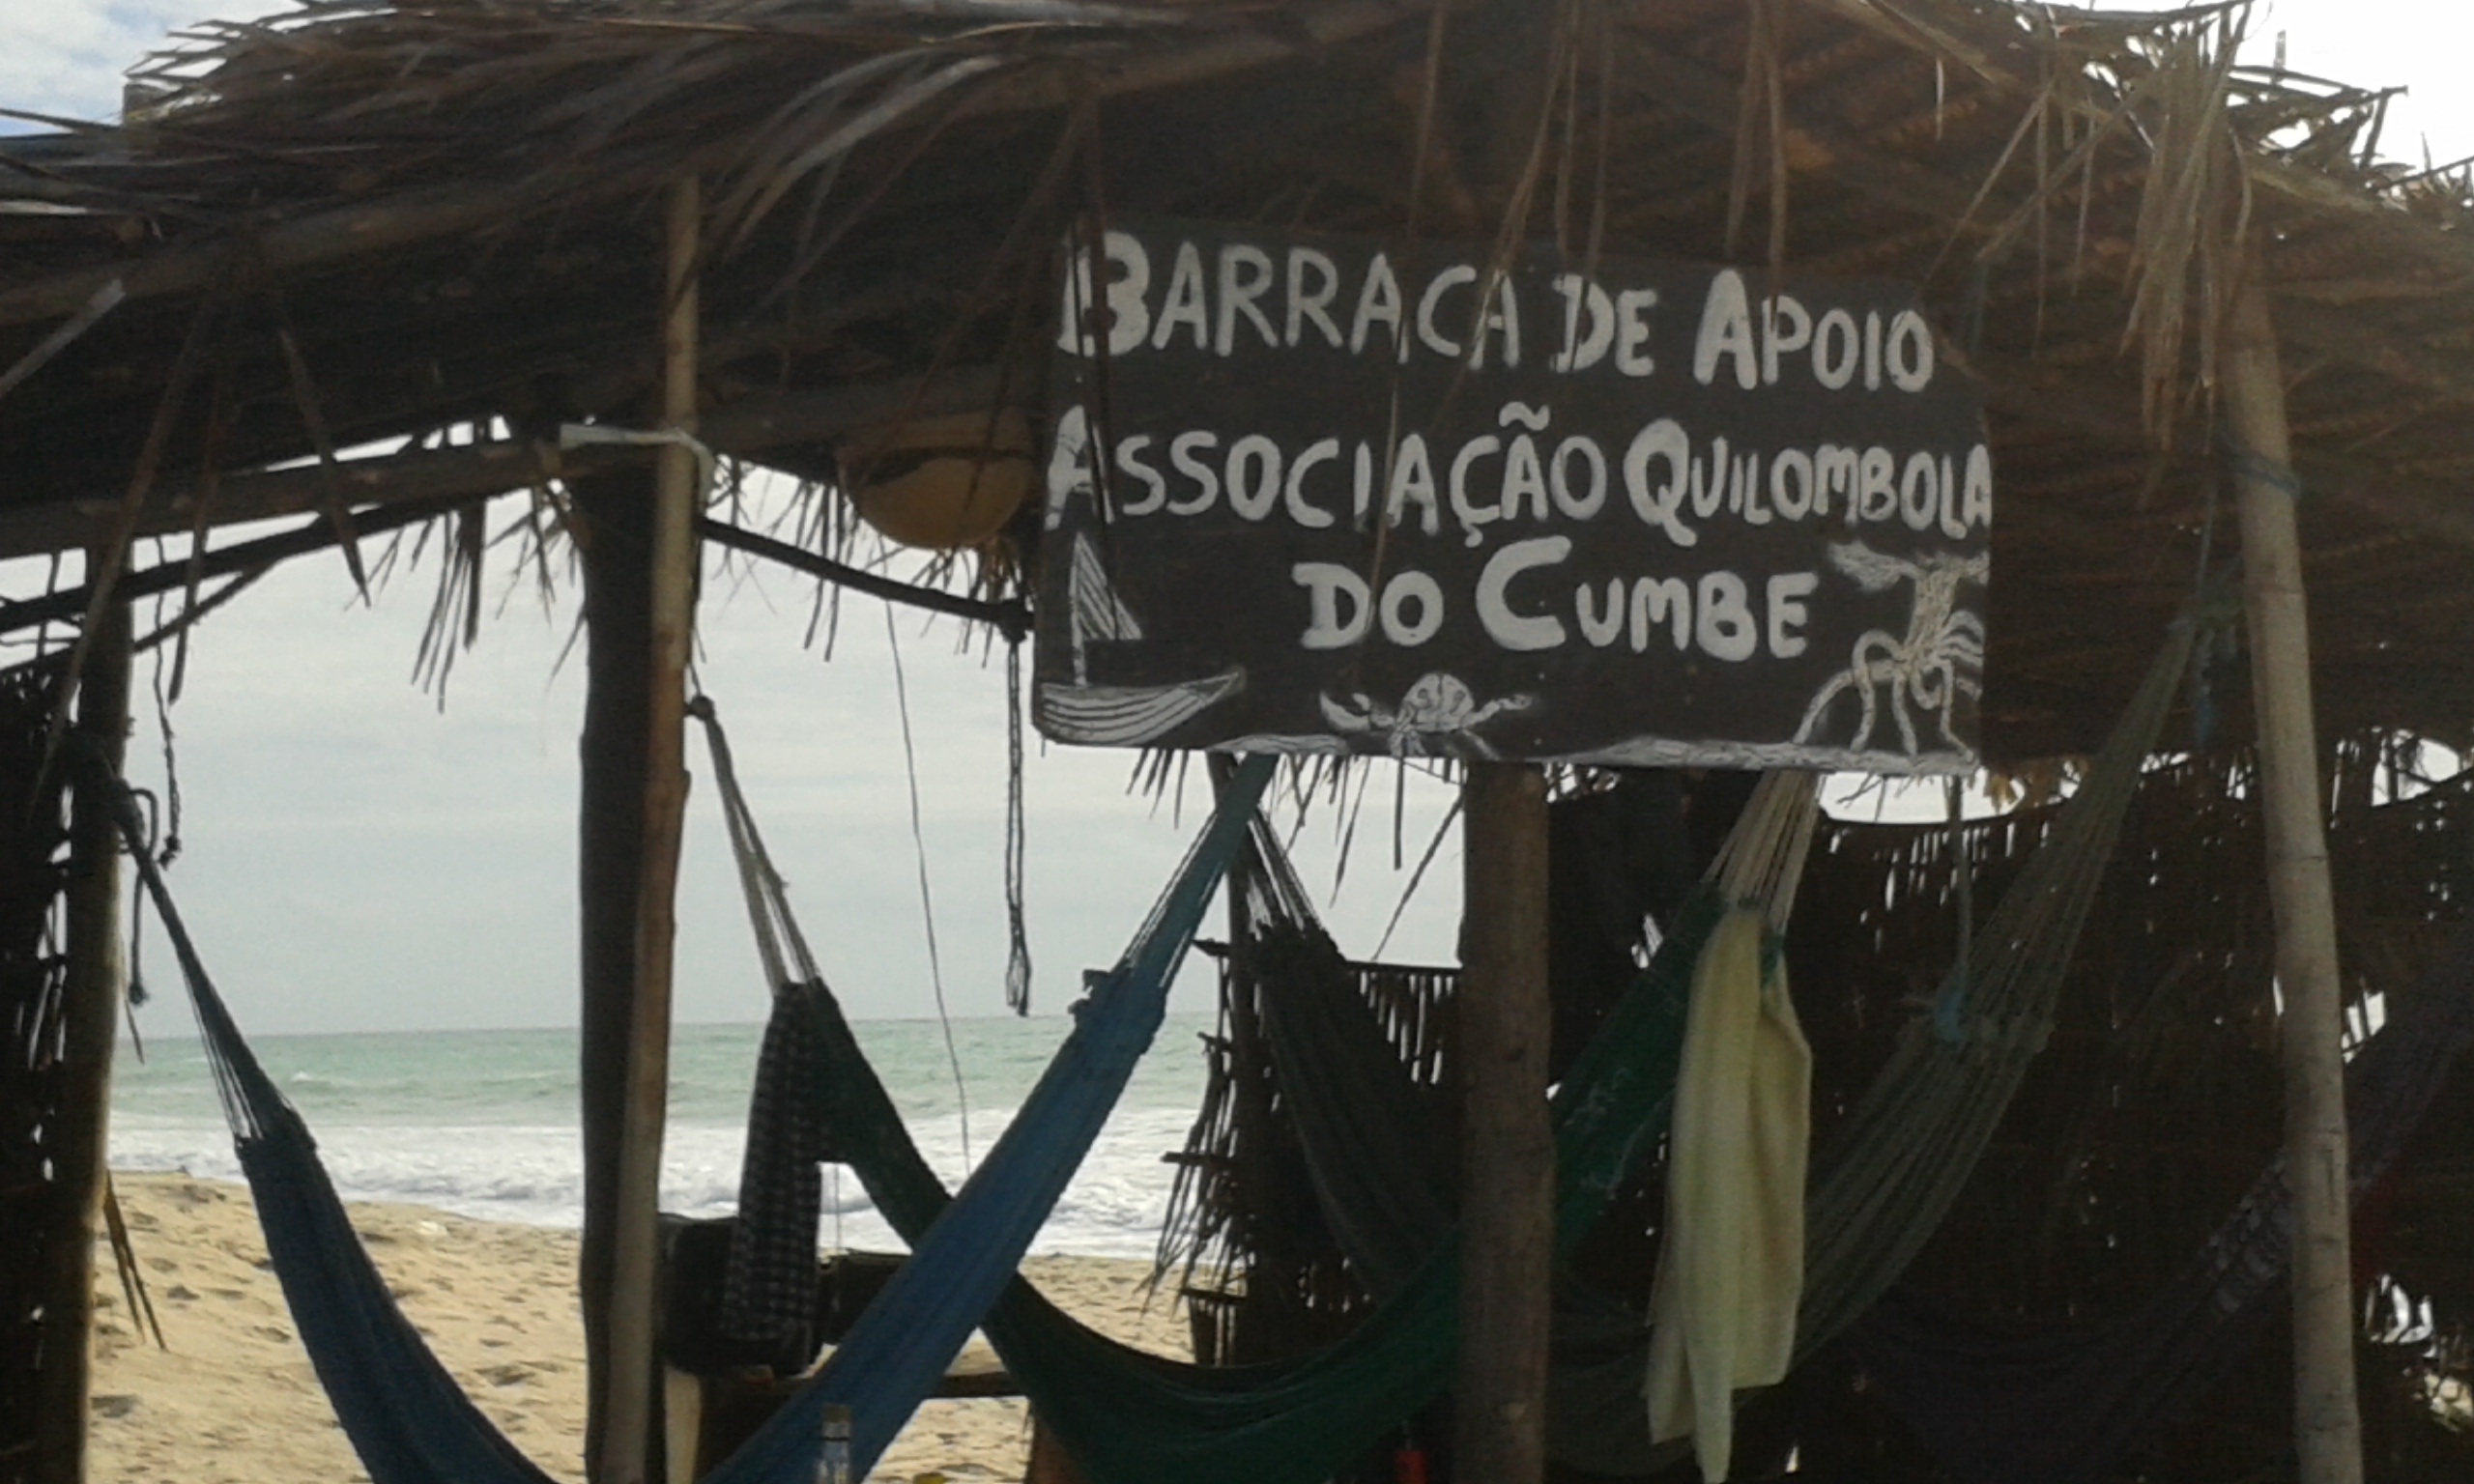 BARRACA DE APOIO
ASSOCIAÇÃO QUILOMBOLA
DO CUMBE